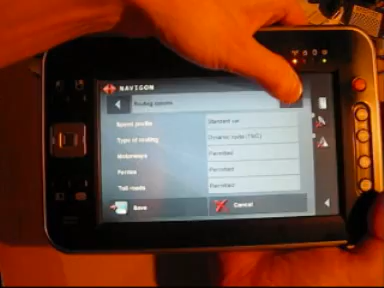 NAVIGON
Routing options
Speed profile Standard car
Type of routing Dynamic route (TMC)
Motorways Permitted
Ferries Permitted
Toll roads Permitted
Save Cancel